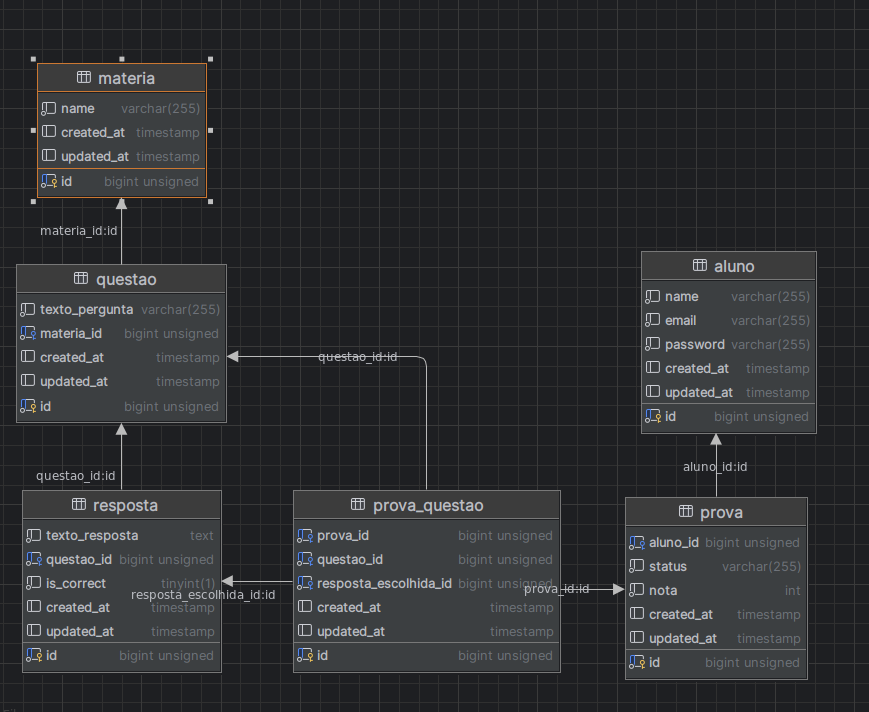 materia
name varchar(255)
created_at timestamp
updated_at timestamp
id bigint unsigned
materia_id:id
questao
texto_pergunta varchar(255)
materia_id bigint unsigned
created_at timestamp
updated_at timestamp
id bigint unsigned
questao_id:id
aluno
name varchar(255)
email varchar(255)
password varchar(255)
created_at timestamp
updated_at timestamp
id bigint unsigned
questao_id:id
aluno_id:id
resposta
texto_resposta text
questao_id bigint unsigned
is_correct tinyint(1)
created_at timestamp
updated_at timestamp
id bigint unsigned
resposta_escolhida_id:id
prova_questao
prova_id bigint unsigned
questao_id bigint unsigned
resposta_escolhida_id bigint unsigned
created_at timestamp
updated_at timestamp
id bigint unsigned
prova_id:id
prova
aluno_id bigint unsigned
status varchar(255)
nota int
created_at timestamp
updated_at timestamp
id bigint unsigned